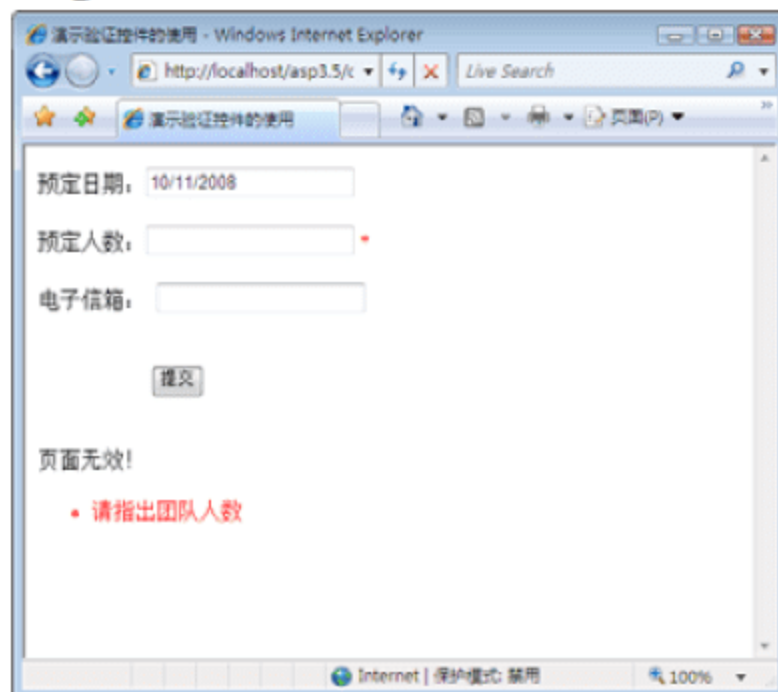 演示验证控件的使用 - Windows Internet Explorer
http://localhost/asp3.5/c Live Search
演示验证控件的使用 页面(P)
预定日期： 10/11/2008
预定人数： *
电子信箱：
提交
页面无效!
• 请指出团队人数
Internet | 保护模式: 禁用 100%